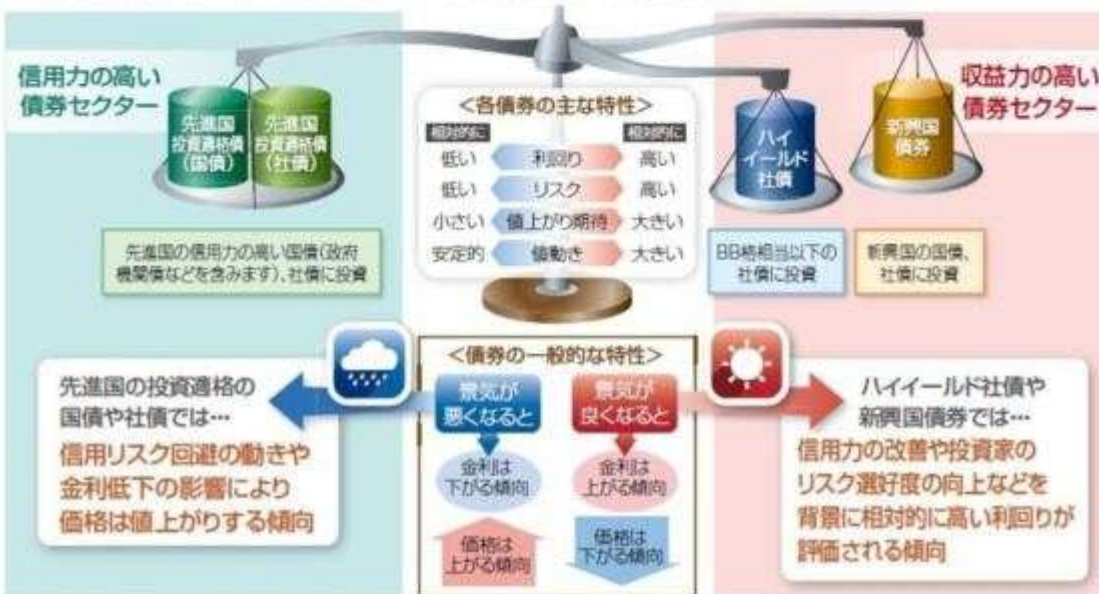 信用力の高い
債券セクター
先進国
投資適格債
(国債)
先進国
投資適格債
(社債)
先進国の信用力の高い国債(政府
機関債などを含みます)、社債に投資
<各債券の主な特性>
相対的に
相対的に
低い 利回り 高い
低い リスク 高い
小さい 値上がり期待 大きい
安定的 値動き 大きい
収益力の高い
債券セクター
ハイ
イールド
社債
新興国
債券
BB格相当以下の
社債に投資
新興国の国債、
社債に投資
先進国の投資適格の
国債や社債では…
信用リスク回避の動きや
金利低下の影響により
価格は値上がりする傾向
<債券の一般的な特性>
景気が
悪くなると
金利は
下がる傾向
価格は
上がる傾向
景気が
良くなると
金利は
上がる傾向
価格は
下がる傾向
ハイイールド社債や
新興国債券では…
信用力の改善や投資家の
リスク選好度の向上などを
背景に相対的に高い利回りが
評価される傾向